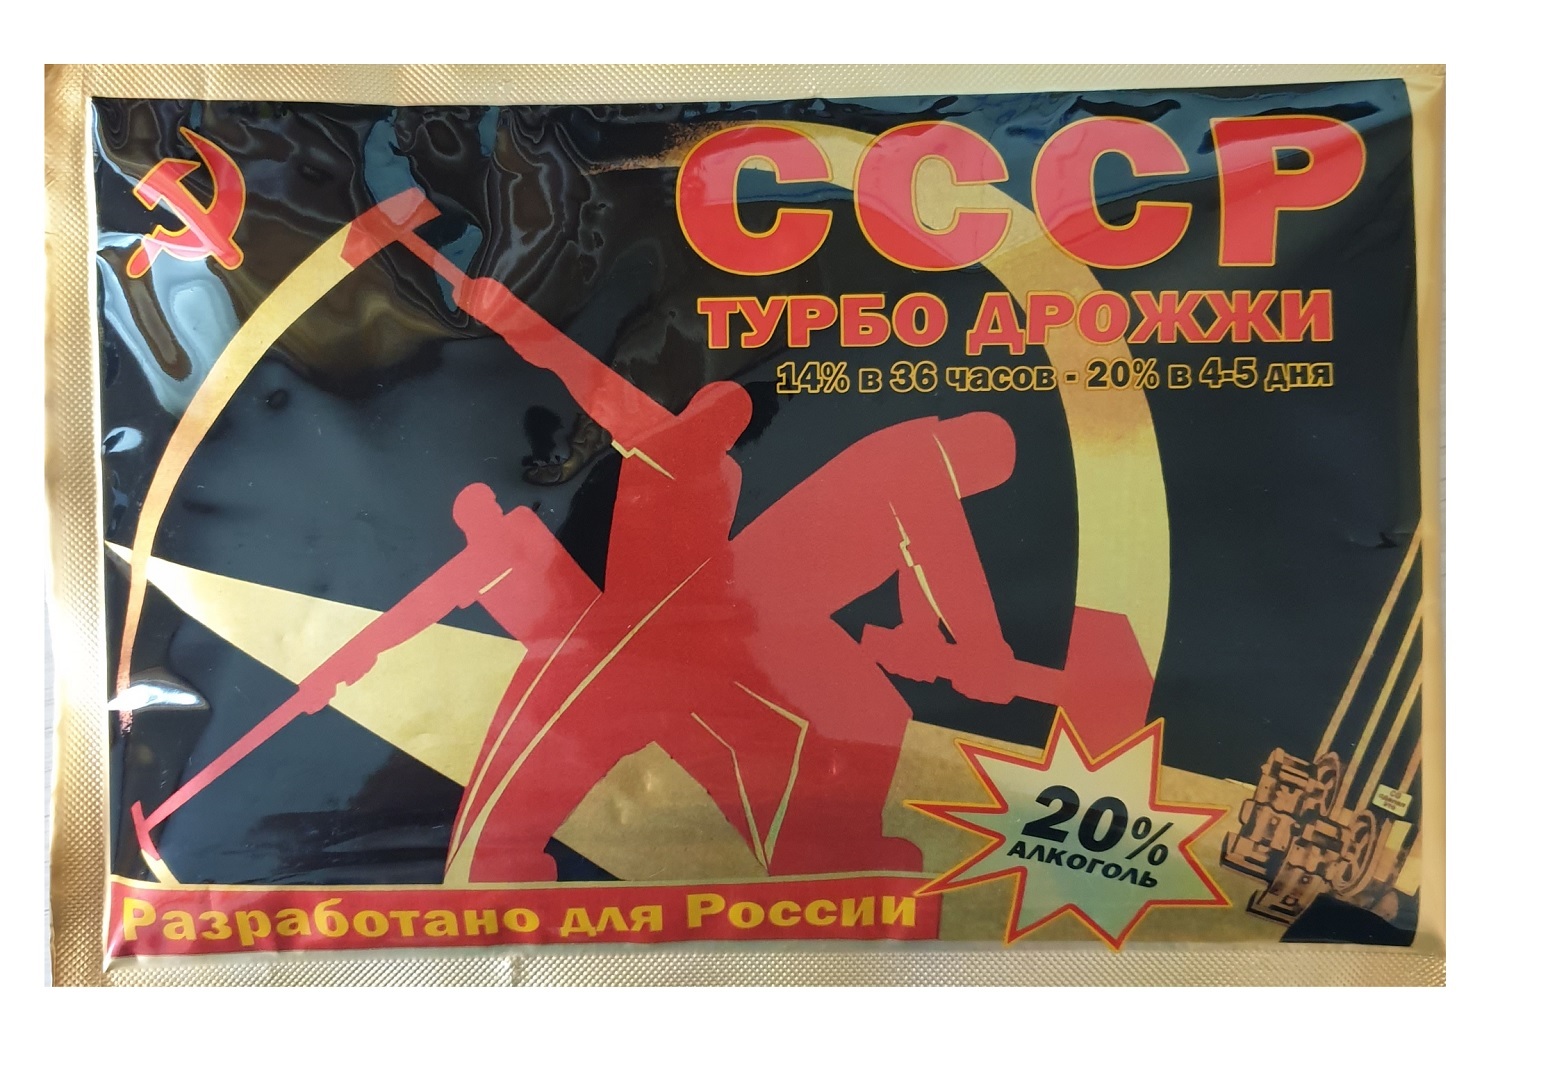 СССР
ТУРБО ДРОЖЖИ
14% в 36 часов - 20% в 4-5 дня
20%
АЛКОГОЛЬ
Разработано для России